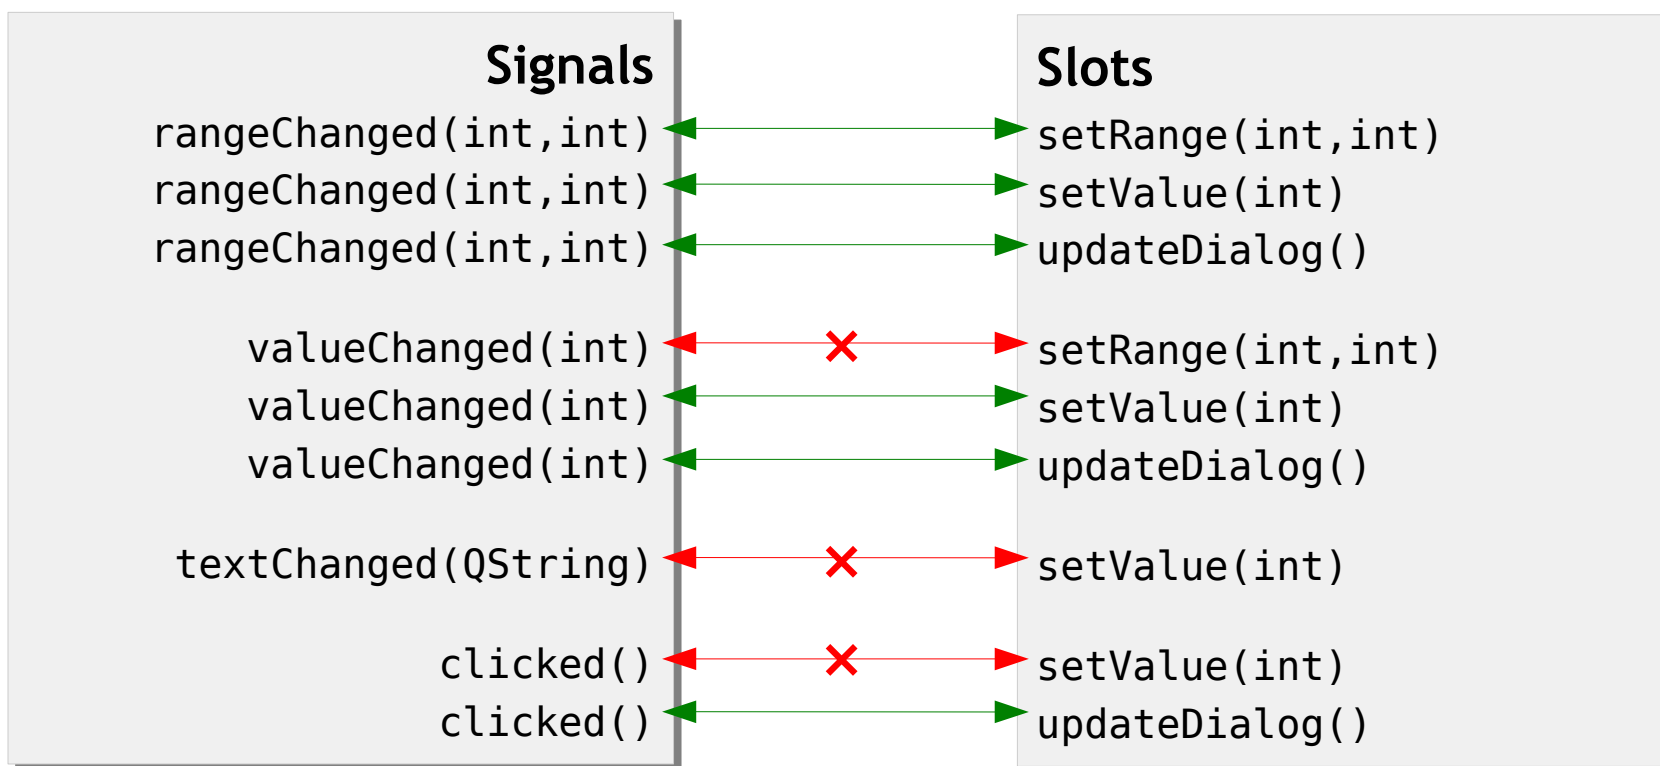 Signals
rangeChanged(int,int)
rangeChanged(int,int)
rangeChanged(int,int)
valueChanged(int)
valueChanged(int)
valueChanged(int)
textChanged(QString)
clicked()
clicked()
Slots
setRange(int,int)
setValue(int)
updateDialog()
setRange(int,int)
setValue(int)
updateDialog()
setValue(int)
setValue(int)
updateDialog()